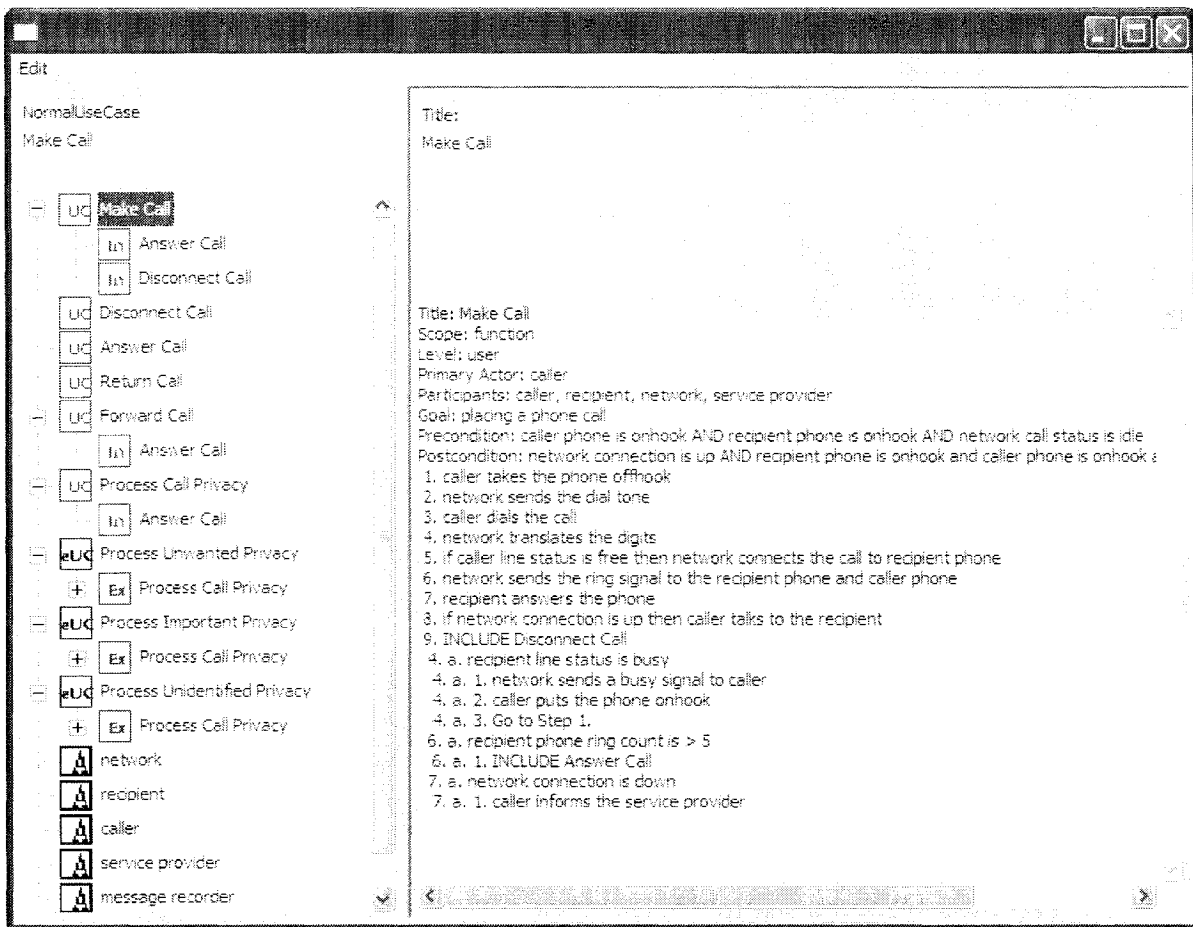 Edit
NormalUseCase
Make Call
UC Make Call
In Answer Call
In Disconnect Call
UC Disconnect Call
UC Answer Call
UC Return Call
UC Forward Call
In Answer Call
UC Process Call Privacy
In Answer Call
eUC Process Unwanted Privacy
Ex Process Call Privacy
eUC Process Important Privacy
Ex Process Call Privacy
eUC Process Unidentified Privacy
Ex Process Call Privacy
network
recipient
caller
service provider
message recorder
Title:
Make Call
Title: Make Call
Scope: function
Level: user
Primary Actor: caller
Participants: caller, recipient, network, service provider
Goal: placing a phone call
Precondition: caller phone is onhook AND recipient phone is onhook AND network call status is idle
Postcondition: network connection is up AND recipient phone is onhook and caller phone is onhook a
1. caller takes the phone offhook
2. network sends the dial tone
3. caller dials the call
4. network translates the digits
5. if caller line status is free then network connects the call to recipient phone
6. network sends the ring signal to the recipient phone and caller phone
7. recipient answers the phone
8. if network connection is up then caller talks to the recipient
9. INCLUDE Disconnect Call
4. a. recipient line status is busy
4. a. 1. network sends a busy signal to caller
4. a. 2. caller puts the phone onhook
4. a. 3. Go to Step 1.
6. a. recipient phone ring count is > 5
6. a. 1. INCLUDE Answer Call
7. a. network connection is down
7. a. 1. caller informs the service provider